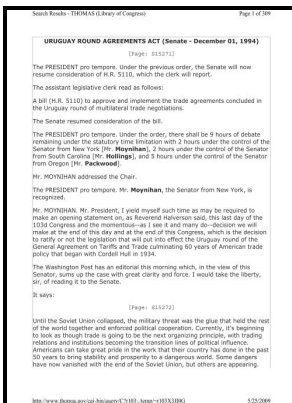 Search Results - THOMAS (Library of Congress)
Page 1 of 309
URUGUAY ROUND AGREEMENTS ACT (Senate - December 01, 1994)
[Page: S15271]
The PRESIDENT pro tempore. Under the previous order, the Senate will now
resume consideration of H.R. 5110, which the clerk will report.
The assistant legislative clerk read as follows:
A bill (H.R. 5110) to approve and implement the trade agreements concluded in
the Uruguay round of multilateral trade negotiations.
The Senate resumed consideration of the bill.
The PRESIDENT pro tempore. Under the order, there shall be 9 hours of debate
remaining under the statutory time limitation with 2 hours under the control of the
Senator from New York [Mr. Moynihan], 2 hours under the control of the Senator
from South Carolina [Mr. Hollings], and 5 hours under the control of the Senator
from Oregon [Mr. Packwood].
Mr. MOYNIHAN addressed the Chair.
The PRESIDENT pro tempore. Mr. Moynihan, the Senator from New York, is
recognized.
Mr. MOYNIHAN. Mr. President, I yield myself such time as may be required to
make an opening statement on, as Reverend Halverson said, this last day of the
103d Congress and the momentous--as I see it and many do--decision we will
make at the end of this day and at the end of this Congress, which is the decision
to ratify or not the legislation that will put into effect the Uruguay round of the
General Agreement on Tariffs and Trade culminating 60 years of American trade
policy that began with Cordell Hull in 1934.
The Washington Post has an editorial this morning which, in the view of this
Senator, sums up the case with great clarity and force. I would take the liberty,
sir, of reading it to the Senate.
It says:
[Page: S15272]
Until the Soviet Union collapsed, the military threat was the glue that held the rest
of the world together and enforced political cooperation. Currently, it's beginning
to look as though trade is going to be the next organizing principle, with trading
relations and institutions becoming the transition lines of political influence.
Americans can take great pride in the work that their country has done in the past
50 years to bring stability and prosperity to a dangerous world. Some dangers
have now vanished with the end of the Soviet Union, but others are appearing.
5/25/2009